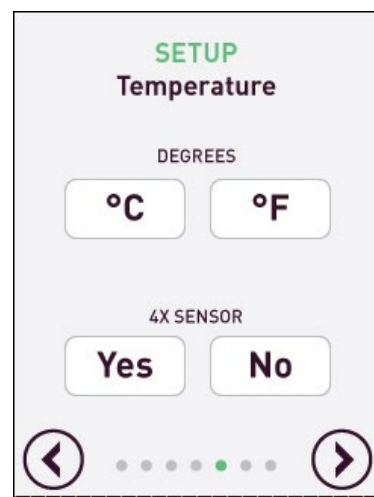 SETUP
Temperature
DEGREES
°C °F
4X SENSOR
Yes No